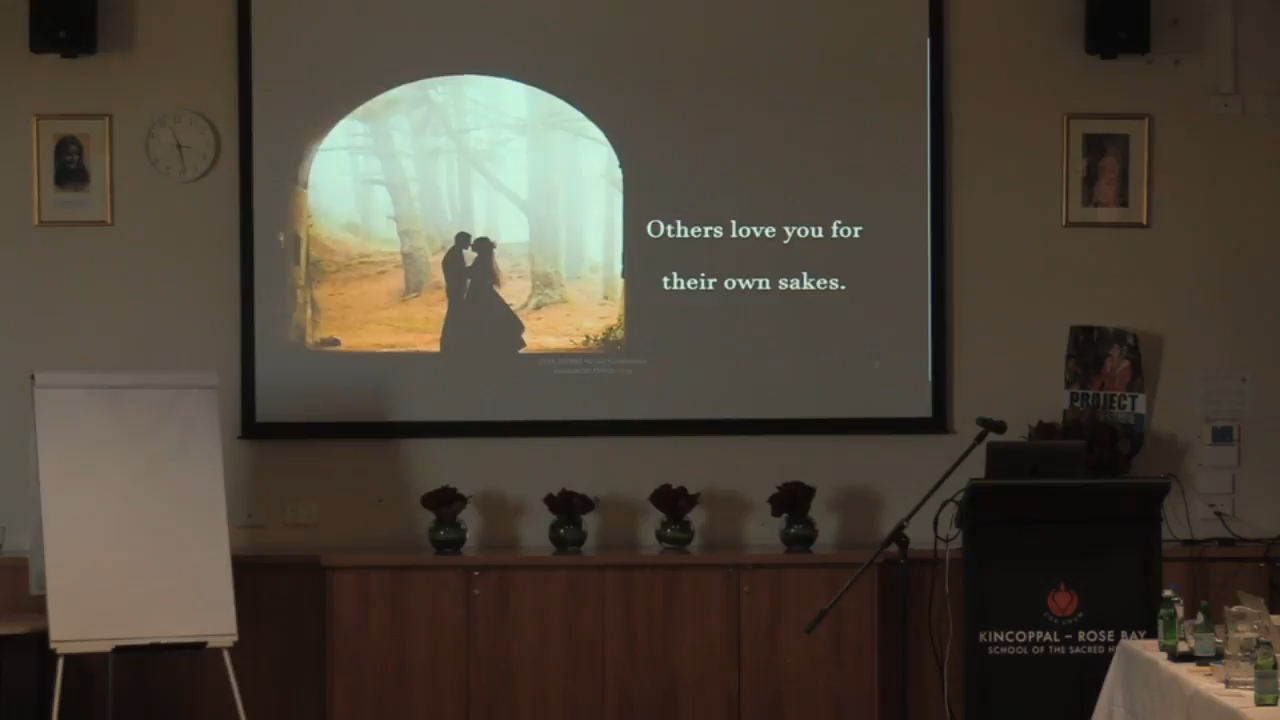 Others love you for
their own sakes.
PROJECT
KINCOPPAL – ROSE BAY
SCHOOL OF THE SACRED